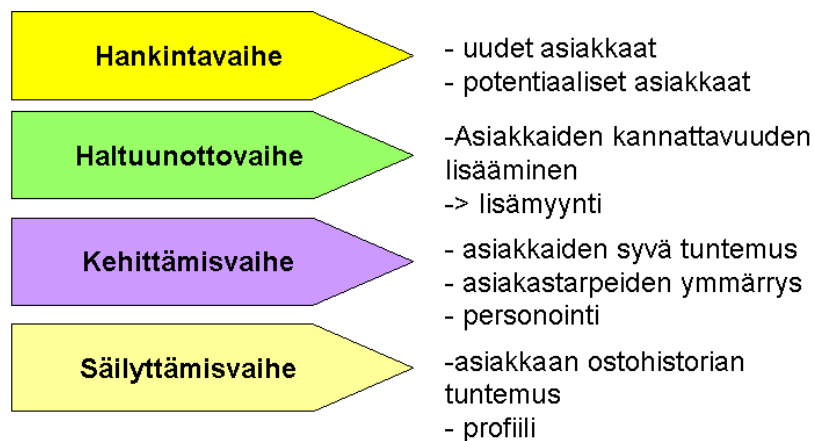 Hankintavaihe
- uudet asiakkaat
- potentiaaliset asiakkaat
Haltuunottovaihe
-Asiakkaiden kannattavuuden
lisääminen
-> lisämyynti
Kehittämisvaihe
- asiakkaiden syvä tuntemus
- asiakastarpeiden ymmärrys
- personointi
Säilyttämisvaihe
-asiakkaan ostohistorian
tuntemus
- profiili